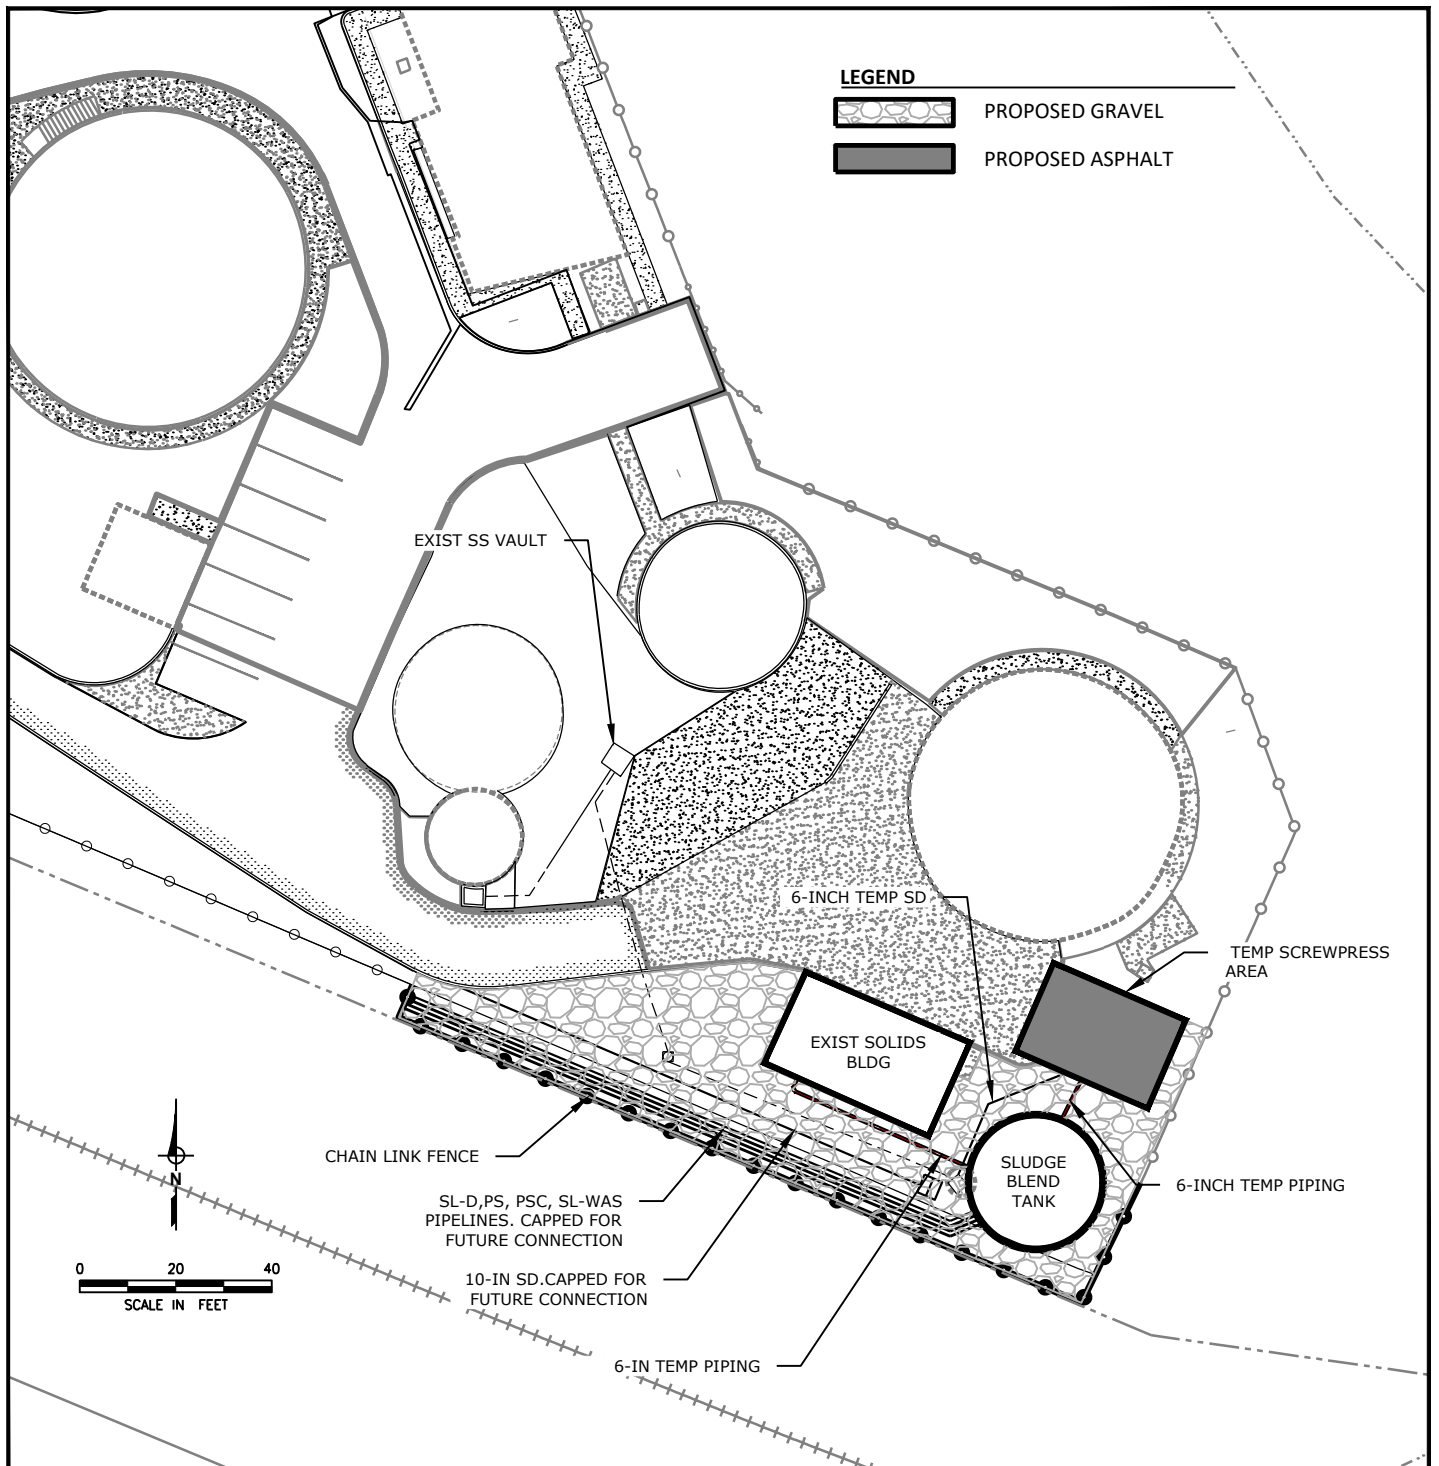 LEGEND
PROPOSED GRAVEL
PROPOSED ASPHALT
EXIST SS VAULT
6-INCH TEMP SD
TEMP SCREWPRESS
AREA
EXIST SOLIDS
BLDG
CHAIN LINK FENCE
SLUDGE
BLEND
TANK
6-INCH TEMP PIPING
SL-D,PS, PSC, SL-WAS
PIPELINES. CAPPED FOR
FUTURE CONNECTION
N
10-IN SD.CAPPED FOR
FUTURE CONNECTION
0 20 40
SCALE IN FEET
6-IN TEMP PIPING